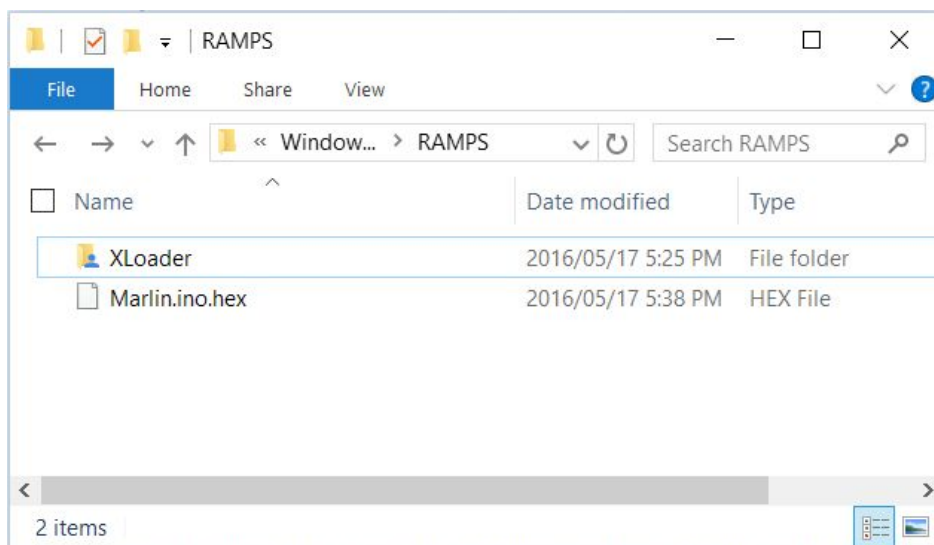 RAMPS
File Home Share View ?
« Window... > RAMPS Search RAMPS
Name Date modified Type
XLoader 2016/05/17 5:25 PM File folder
Marlin.ino.hex 2016/05/17 5:38 PM HEX File
2 items